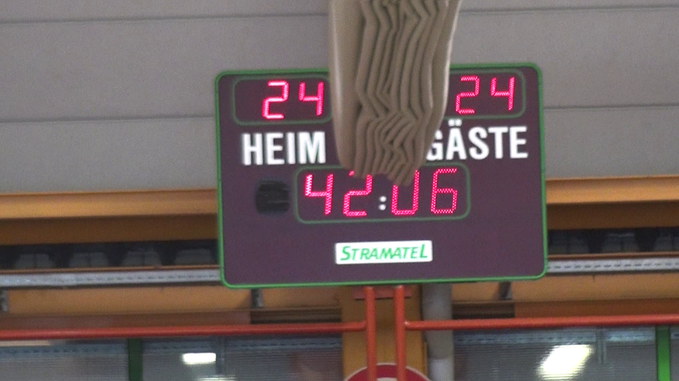 24 24
HEIM GÄSTE
42:06
STRAMATEL